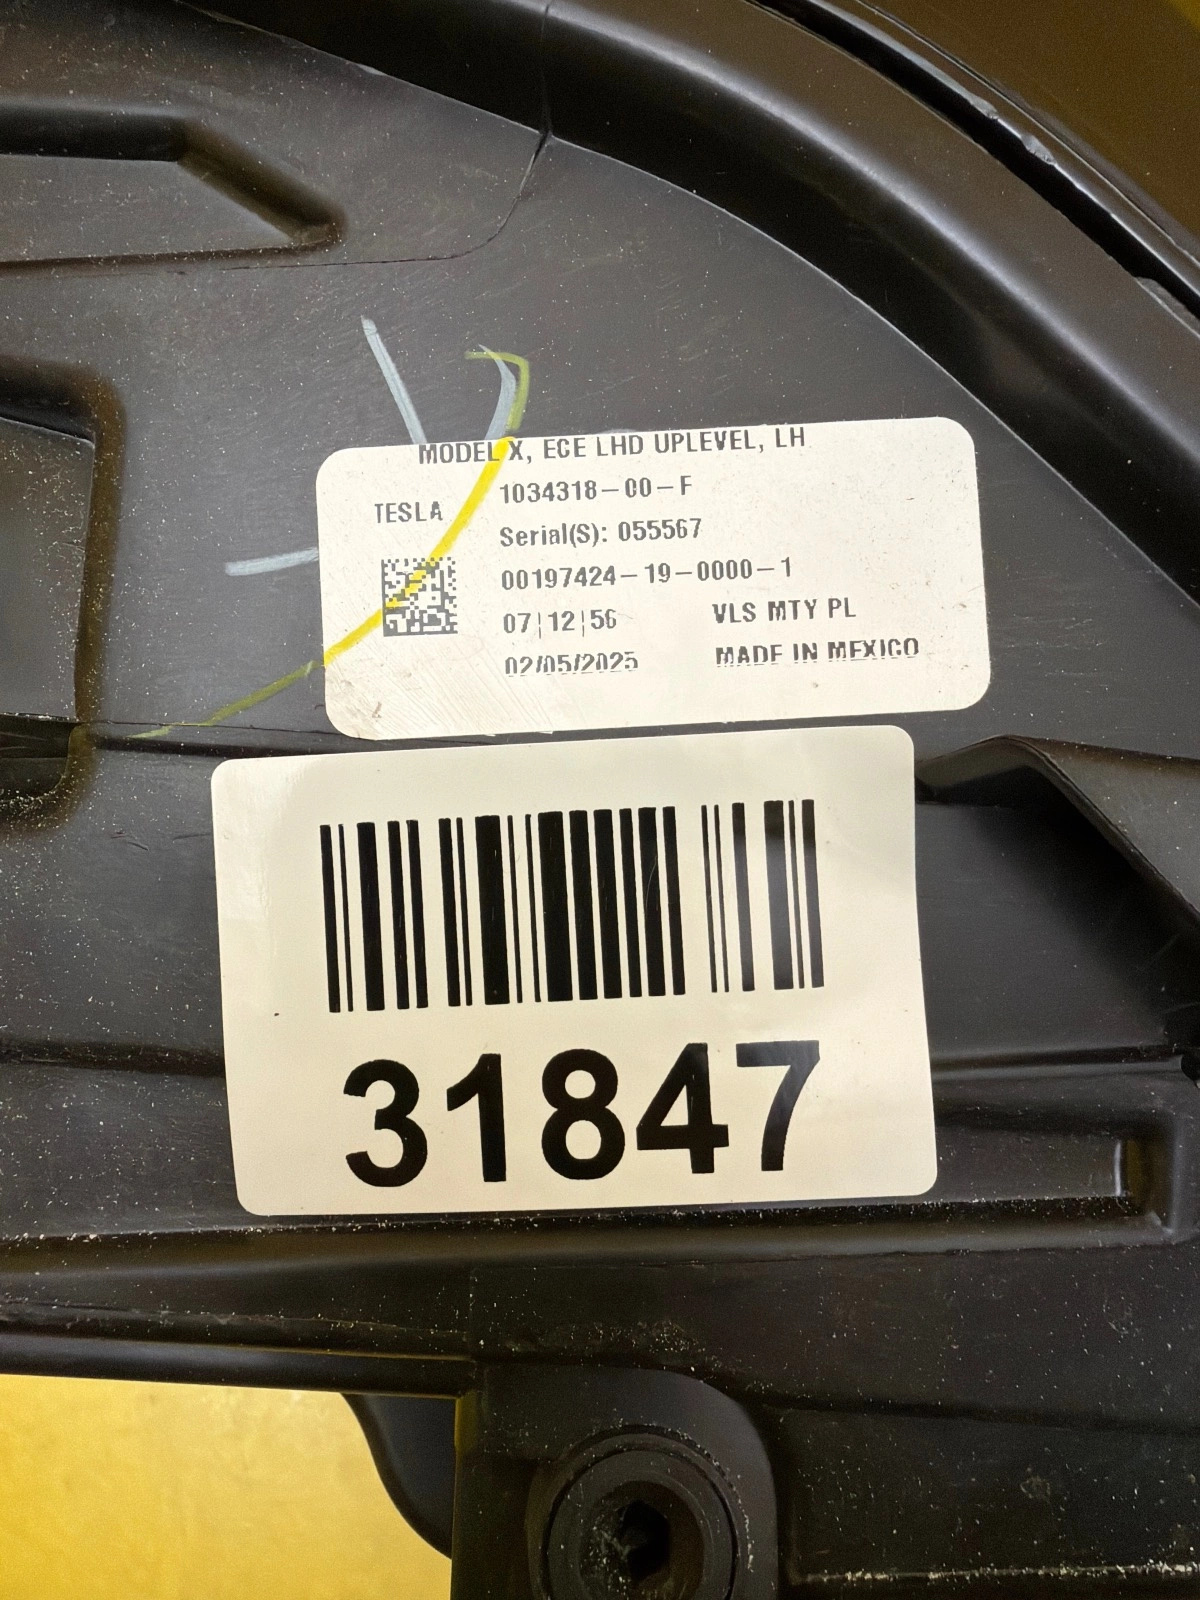 MODEL X, ECE LHD UPLEVEL, LH
1034318-00-F
TESLA
Serial(S): 055567
00197424-19-0000-1
07|12|56 VLS MTY PL
02/05/2025 MADE IN MEXICO
31847